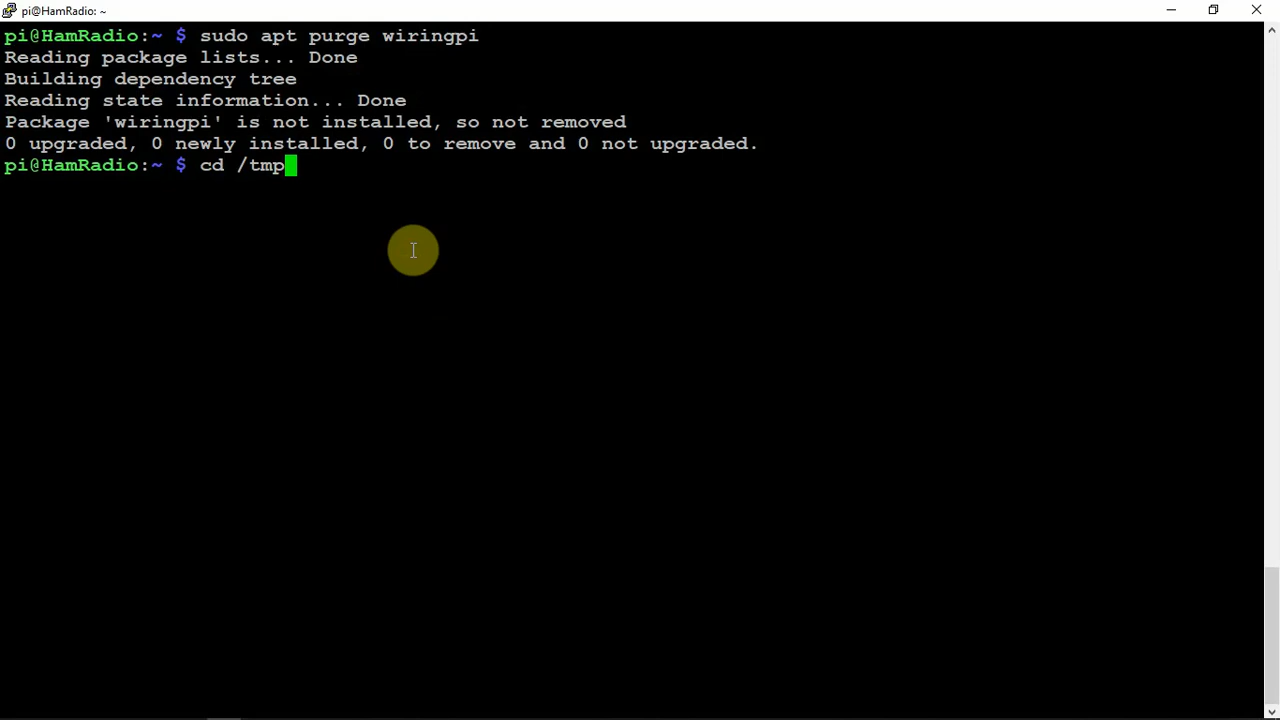 pi@HamRadio: ~
pi@HamRadio:~ $ sudo apt purge wiringpi
Reading package lists... Done
Building dependency tree
Reading state information... Done
Package 'wiringpi' is not installed, so not removed
0 upgraded, 0 newly installed, 0 to remove and 0 not upgraded.
pi@HamRadio:~ $ cd /tmp